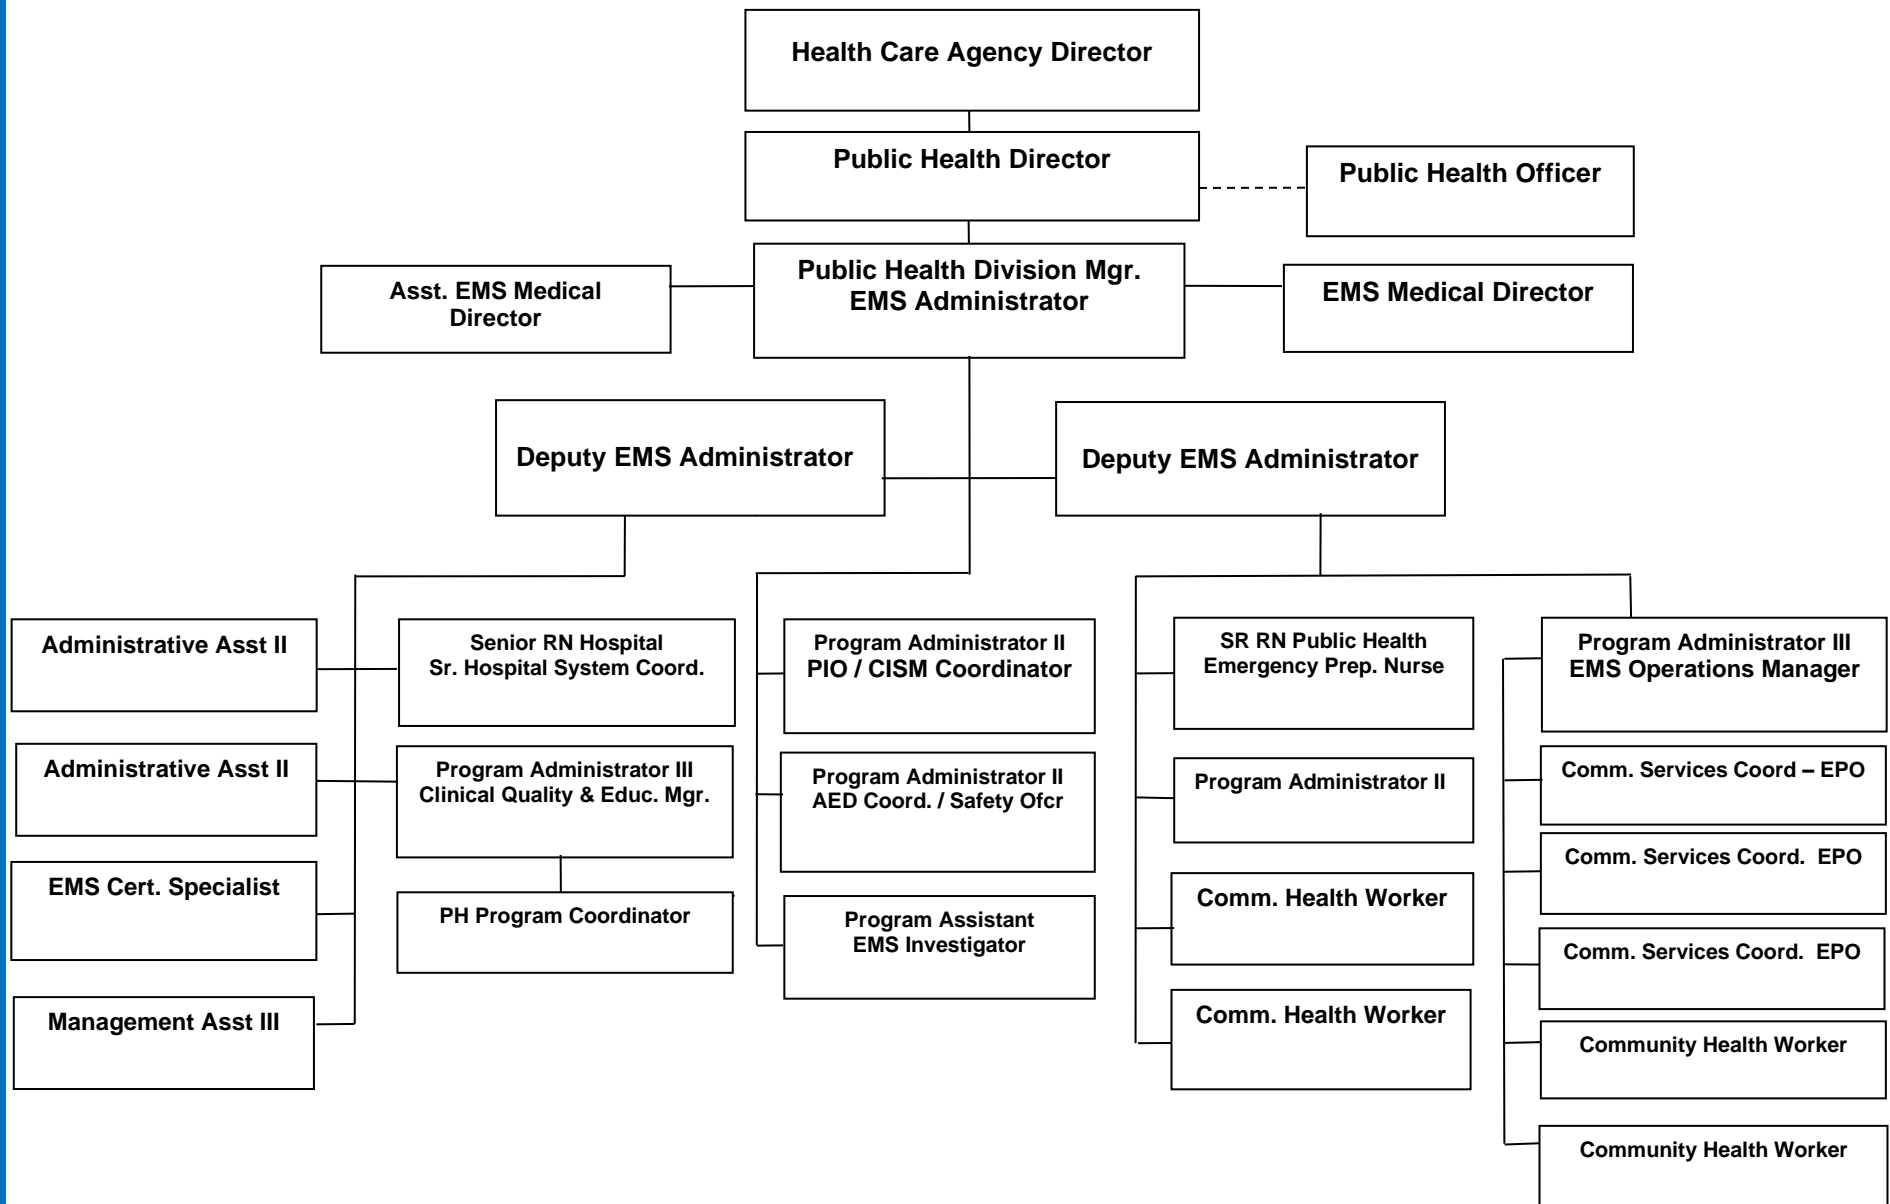 Health Care Agency Director
Public Health Director
Public Health Officer
Public Health Division Mgr.
EMS Administrator
Asst. EMS Medical
Director
EMS Medical Director
Deputy EMS Administrator
Deputy EMS Administrator
Administrative Asst II
Administrative Asst II
EMS Cert. Specialist
Management Asst III
Senior RN Hospital
Sr. Hospital System Coord.
Program Administrator III
Clinical Quality & Educ. Mgr.
PH Program Coordinator
Program Administrator II
PIO / CISM Coordinator
Program Administrator II
AED Coord. / Safety Ofcr
Program Assistant
EMS Investigator
SR RN Public Health
Emergency Prep. Nurse
Program Administrator II
Comm. Health Worker
Comm. Health Worker
Program Administrator III
EMS Operations Manager
Comm. Services Coord – EPO
Comm. Services Coord.  EPO
Comm. Services Coord.  EPO
Community Health Worker
Community Health Worker